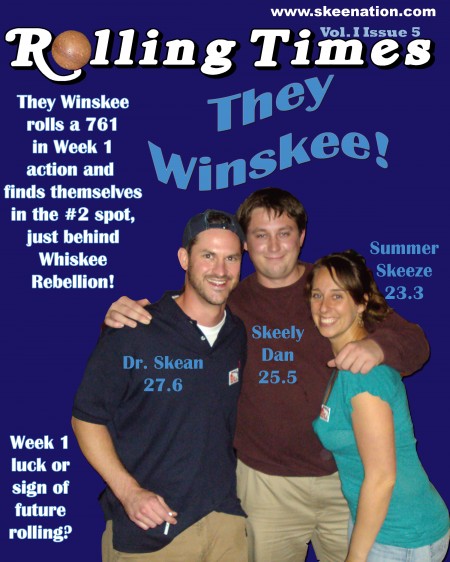 www.skeenation.com
Vol. I Issue 5
Rolling Times
They
Winskee!
They Winskee
rolls a 761
in Week 1
action and
finds themselves
in the #2 spot,
just behind
Whiskee
Rebellion!
Summer
Skeeze
23.3
Skeely
Dan
25.5
Dr. Skean
27.6
Week 1
luck or
sign of
future
rolling?